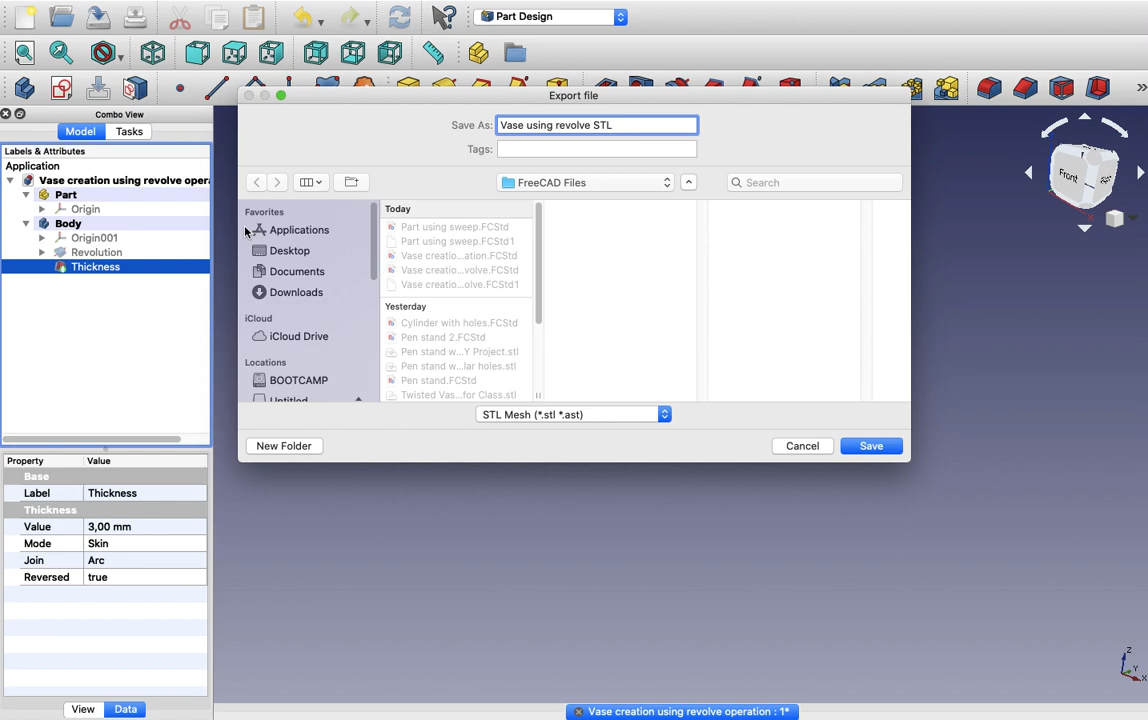 Part Design
Combo View
Model
Tasks
Labels & Attributes
Application
Vase creation using revolve oper
Part
Origin
Body
Origin001
Revolution
Thickness
Property
Value
Base
Label
Thickness
Thickness
Value
3,00 mm
Mode
Skin
Join
Arc
Reversed
true
View
Data
Export file
Save As:
Vase using revolve STL
Tags:
FreeCAD Files
Search
Favorites
Applications
Desktop
Documents
Downloads
iCloud
iCloud Drive
Locations
BOOTCAMP
Untitled
Today
Part using sweep.FCStd
Part using sweep.FCStd1
Vase creatio...ation.FCStd
Vase creatio...volve.FCStd
Vase creatio...olve.FCStd1
Yesterday
Cylinder with holes.FCStd
Pen stand 2.FCStd
Pen stand w...Y Project.stl
Pen stand w...lar holes.stl
Pen stand.FCStd
Twisted Vas...for Class.stl
STL Mesh (*.stl *.ast)
New Folder
Cancel
Save
Front
Z
Y
X
Vase creation using revolve operation : 1*